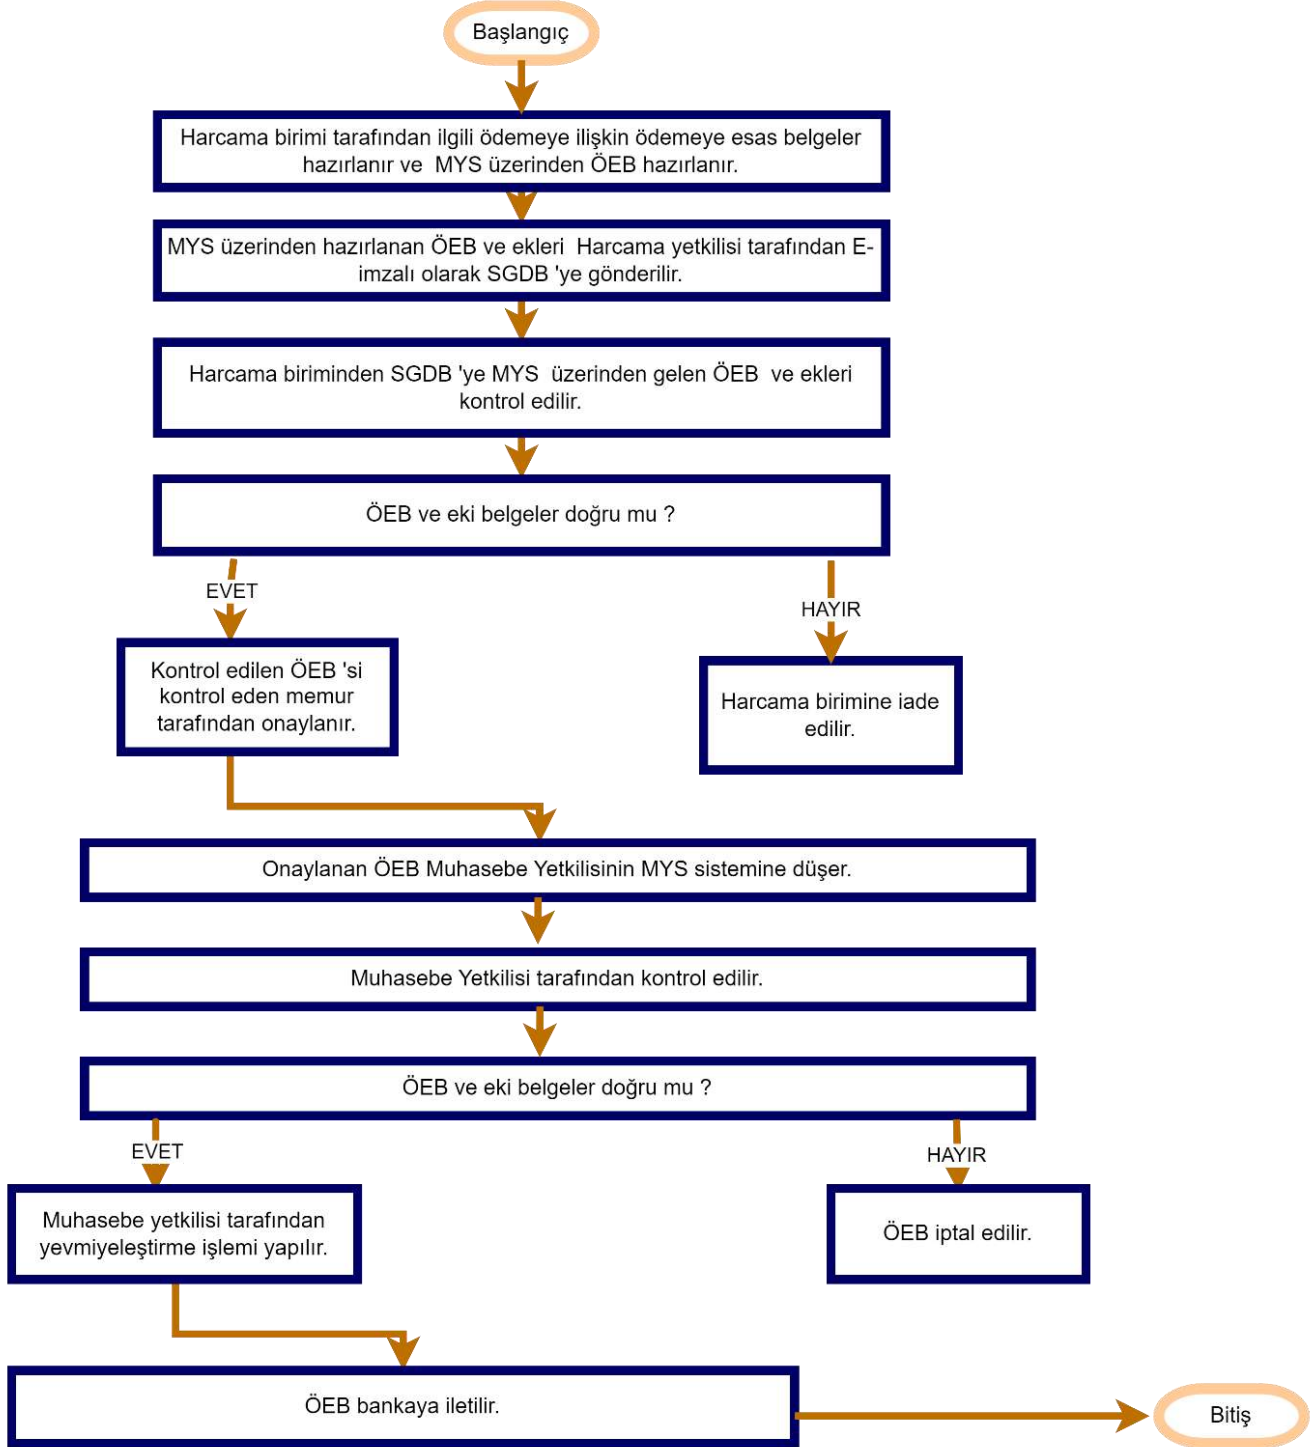 Başlangıç
Harcama birimi tarafından ilgili ödemeye ilişkin ödemeye esas belgeler
hazırlanır ve MYS üzerinden ÖEB hazırlanır.
MYS üzerinden hazırlanan ÖEB ve ekleri Harcama yetkilisi tarafından E-
imzalı olarak SGDB 'ye gönderilir.
Harcama biriminden SGDB 'ye MYS üzerinden gelen ÖEB ve ekleri
kontrol edilir.
ÖEB ve eki belgeler doğru mu ?
EVET
HAYIR
Kontrol edilen ÖEB 'si
kontrol eden memur
tarafından onaylanır.
Harcama birimine iade
edilir.
Onaylanan ÖEB Muhasebe Yetkilisinin MYS sistemine düşer.
Muhasebe Yetkilisi tarafından kontrol edilir.
ÖEB ve eki belgeler doğru mu ?
EVET
HAYIR
Muhasebe yetkilisi tarafından
yevmiyeleştirme işlemi yapılır.
ÖEB iptal edilir.
ÖEB bankaya iletilir.
Bitiş